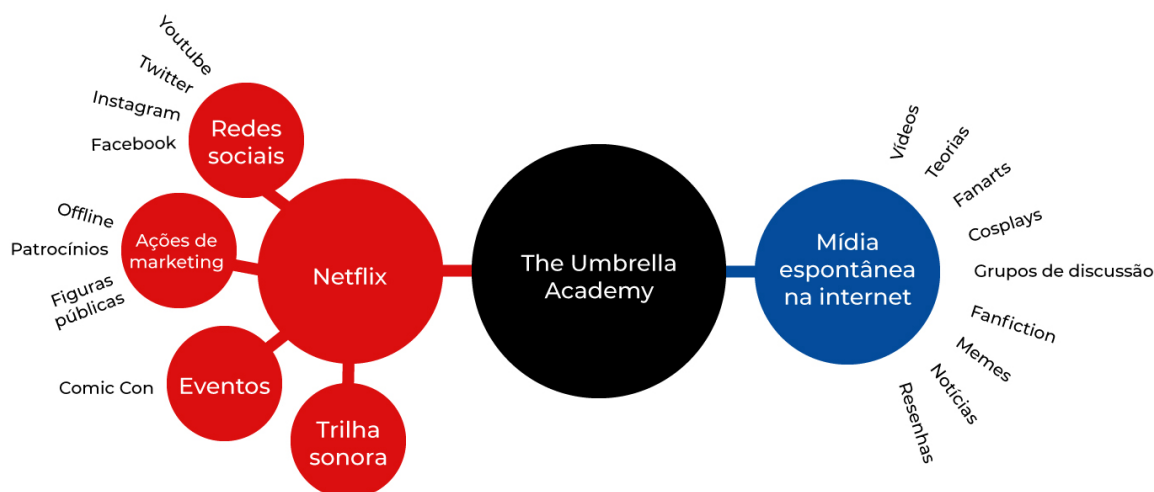 Youtube
Twitter
Instagram
Facebook
Redes
sociais
Offline
Patrocínios
Figuras
públicas
Ações de
marketing
Comic Con
Eventos
Trilha
sonora
Netflix
The Umbrella
Academy
Mídia
espontânea
na internet
Vídeos
Teorias
Fanarts
Cosplays
Grupos de discussão
Fanfiction
Memes
Notícias
Resenhas